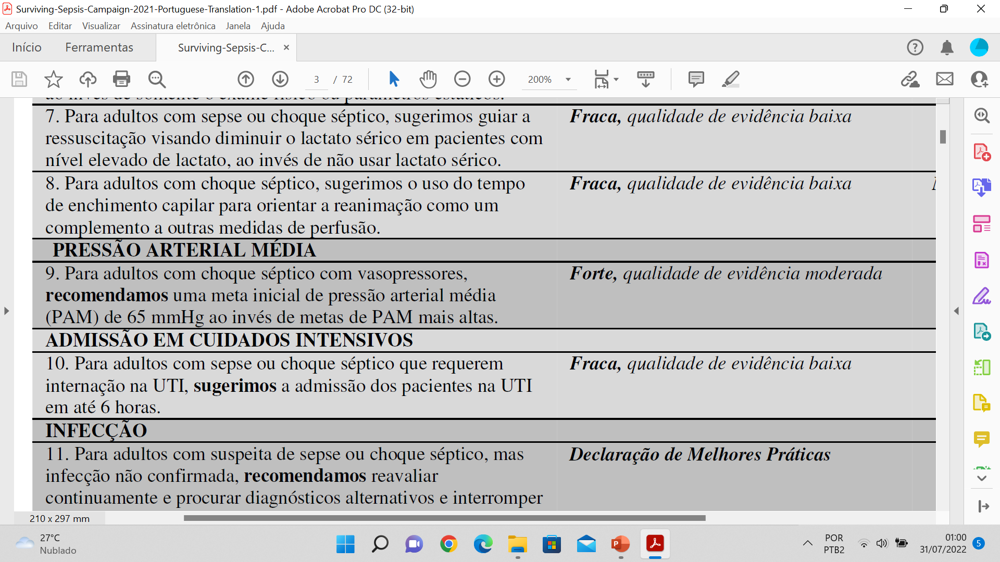 Surviving-Sepsis-Campaign-2021-Portuguese-Translation-1.pdf - Adobe Acrobat Pro DC (32-bit)
Arquivo Editar Visualizar Assinatura eletrônica Janela Ajuda
Início Ferramentas Surviving-Sepsis-C... ×
3 / 72 200%
ao invés de somente o exame físico ou parâmetros estáticos.
7. Para adultos com sepse ou choque séptico, sugerimos guiar a
ressuscitação visando diminuir o lactato sérico em pacientes com
nível elevado de lactato, ao invés de não usar lactato sérico.
Fraca, qualidade de evidência baixa
8. Para adultos com choque séptico, sugerimos o uso do tempo
de enchimento capilar para orientar a reanimação como um
complemento a outras medidas de perfusão.
Fraca, qualidade de evidência baixa
PRESSÃO ARTERIAL MÉDIA
9. Para adultos com choque séptico com vasopressores,
recomendamos uma meta inicial de pressão arterial média
(PAM) de 65 mmHg ao invés de metas de PAM mais altas.
Forte, qualidade de evidência moderada
ADMISSÃO EM CUIDADOS INTENSIVOS
10. Para adultos com sepse ou choque séptico que requerem
internação na UTI, sugerimos a admissão dos pacientes na UTI
em até 6 horas.
Fraca, qualidade de evidência baixa
INFECÇÃO
11. Para adultos com suspeita de sepse ou choque séptico, mas
infecção não confirmada, recomendamos reavaliar
continuamente e procurar diagnósticos alternativos e interromper
Declaração de Melhores Práticas
210 x 297 mm
27°C
Nublado
POR
PTB2
01:00
31/07/2022
5